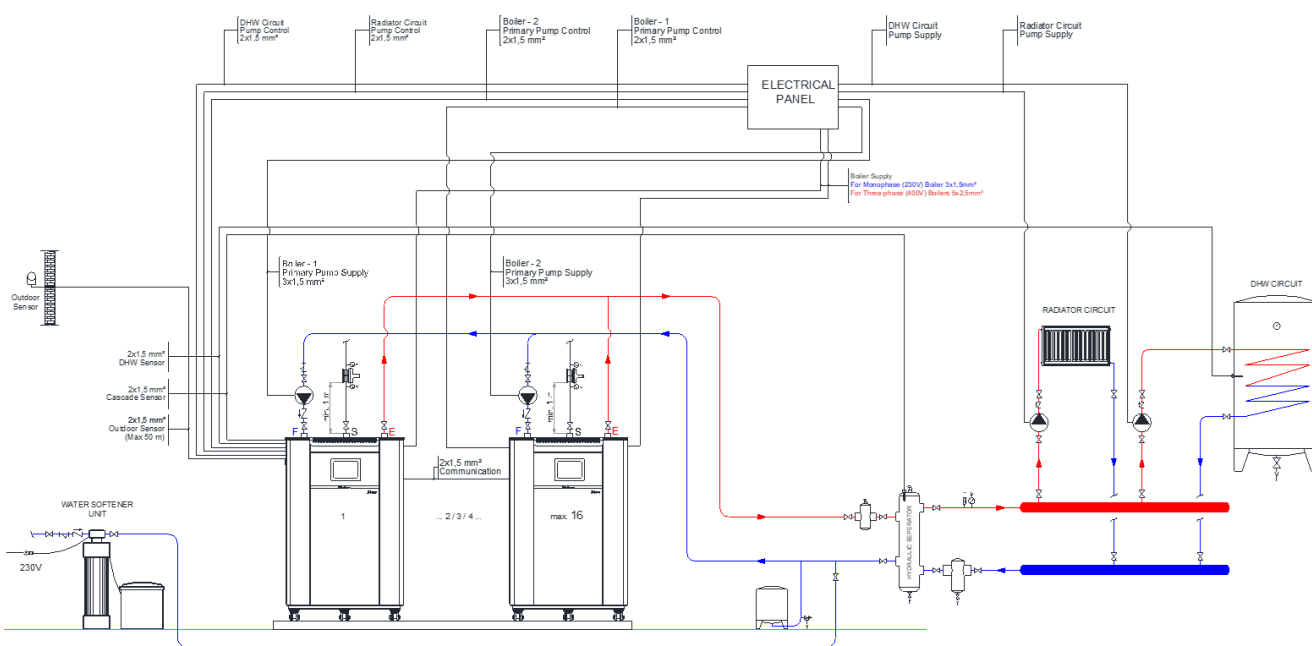 DHW Circuit
Pump Control
2x1,5 mm²
Radiator Circuit
Pump Control
2x1,5 mm²
Boiler - 2
Primary Pump Control
2x1,5 mm²
Boiler - 1
Primary Pump Control
2x1,5 mm²
DHW Circuit
Pump Supply
Radiator Circuit
Pump Supply
ELECTRICAL
PANEL
Boiler Supply
For Monophase (230V) Boiler 3x1,5mm²
For Three-phase (400V) Boilers 5x2,5mm²
Outdoor
Sensor
Boiler - 1
Primary Pump Supply
3x1,5 mm²
Boiler - 2
Primary Pump Supply
3x1,5 mm²
DHW CIRCUIT
RADIATOR CIRCUIT
2x1,5 mm²
DHW Sensor
2x1,5 mm²
Cascade Sensor
2x1,5 mm²
Outdoor Sensor
(Max 50 m)
min. 1 m
min. 1 m
F
S
E
F
S
E
2x1,5 mm²
Communication
WATER SOFTENER
UNIT
230V
1
... 2 / 3 / 4 ...
max. 16
HYDRAULIC SEPERATOR